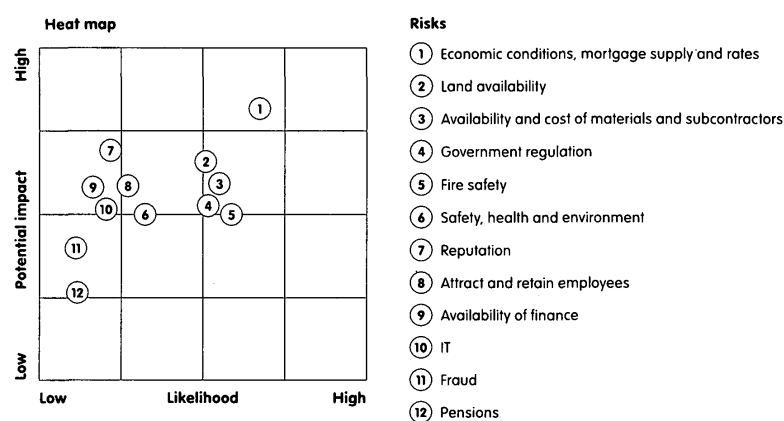 Heat map
High
Potential impact
Low
1
7
2
9
8
3
10
4
6
5
11
12
Low Likelihood High
Risks
1 Economic conditions, mortgage supply and rates
2 Land availability
3 Availability and cost of materials and subcontractors
4 Government regulation
5 Fire safety
6 Safety, health and environment
7 Reputation
8 Attract and retain employees
9 Availability of finance
10 IT
11 Fraud
12 Pensions